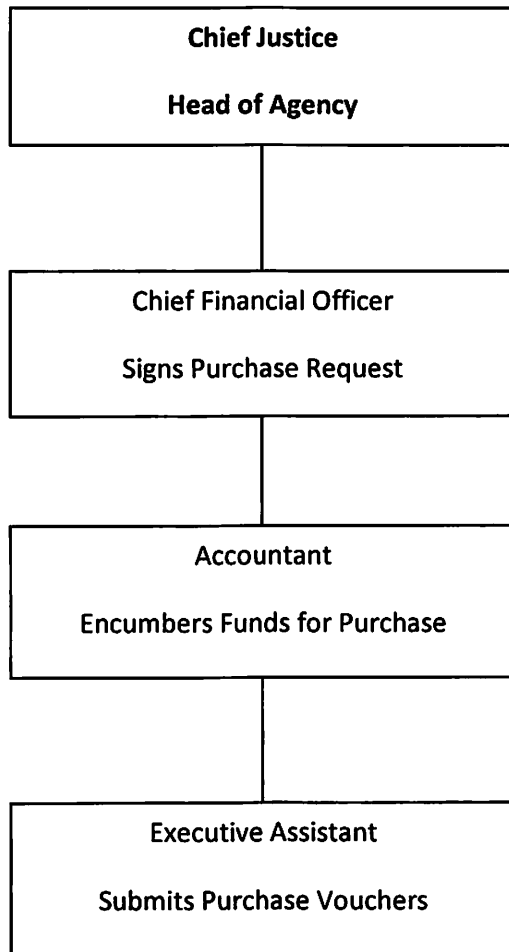 Chief Justice
Head of Agency
Chief Financial Officer
Signs Purchase Request
Accountant
Encumbers Funds for Purchase
Executive Assistant
Submits Purchase Vouchers